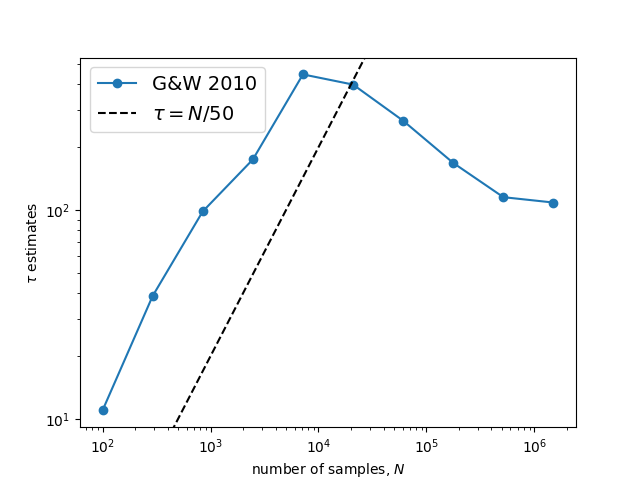 G&W 2010
τ = N/50
10²
10¹
τ estimates
10² 10³ 10⁴ 10⁵ 10⁶
number of samples, N